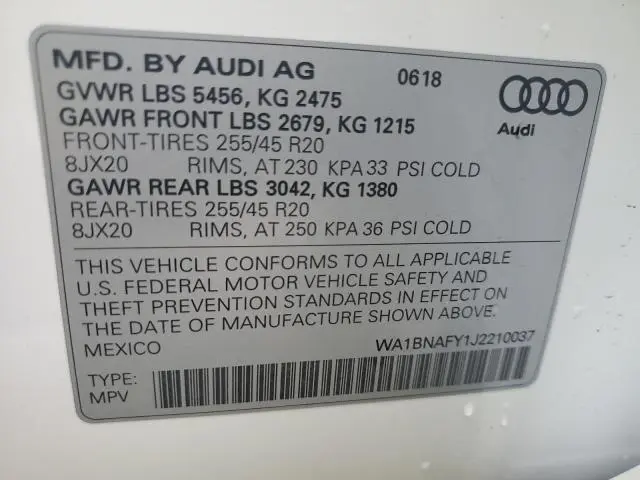 MFD. BY AUDI AG 0618
GVWR LBS 5456, KG 2475
GAWR FRONT LBS 2679, KG 1215
Audi
FRONT-TIRES 255/45 R20
8JX20 RIMS, AT 230 KPA 33 PSI COLD
GAWR REAR LBS 3042, KG 1380
REAR-TIRES 255/45 R20
8JX20 RIMS, AT 250 KPA 36 PSI COLD
THIS VEHICLE CONFORMS TO ALL APPLICABLE
U.S. FEDERAL MOTOR VEHICLE SAFETY AND
THEFT PREVENTION STANDARDS IN EFFECT ON
THE DATE OF MANUFACTURE SHOWN ABOVE.
MEXICO WA1BNAFY1J2210037
TYPE:
MPV